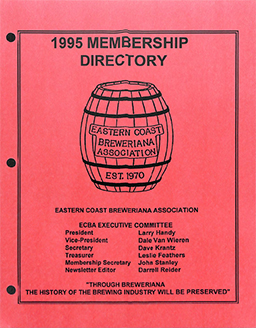 1995 MEMBERSHIP
DIRECTORY
EASTERN COAST
BREWERIANA
ASSOCIATION
EST. 1970
EASTERN COAST BREWERIANA ASSOCIATION
ECBA EXECUTIVE COMMITTEE
President Larry Handy
Vice-President Dale Van Wieren
Secretary Dave Krantz
Treasurer Leslie Feathers
Membership Secretary John Stanley
Newsletter Editor Darrell Reider
"THROUGH BREWERIANA
THE HISTORY OF THE BREWING INDUSTRY WILL BE PRESERVED"